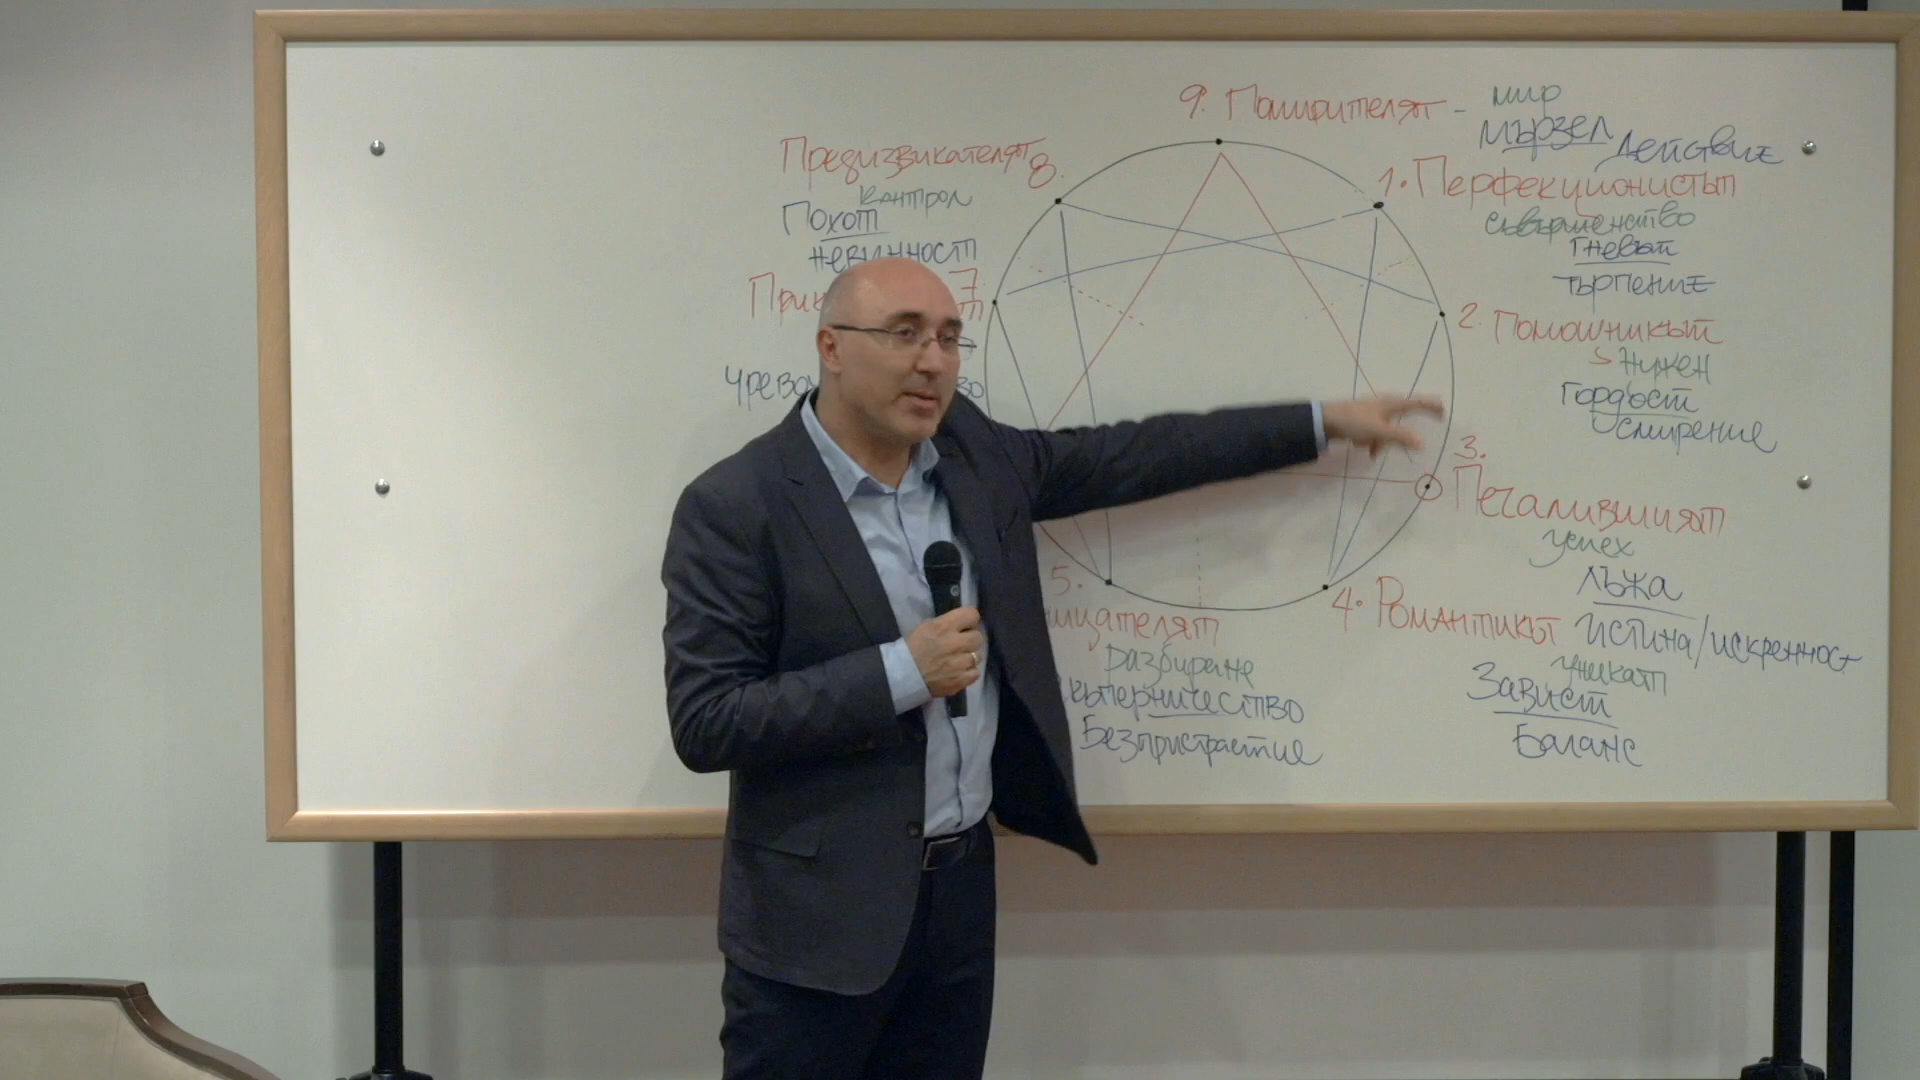 9. Помирителят -
мир
мързел
действие
Предизвикателят 8.
контрол
Похот
невинност
1. Перфекционистът
съвършенство
гневът
търпение
7
2. Помощникът
нужен
гордост
смирение
3.
Печалившият
успех
лъжа
истина/искреност
5.
разбиране
Безпристрастие
4. Романтикът
уникат
Завист
Баланс